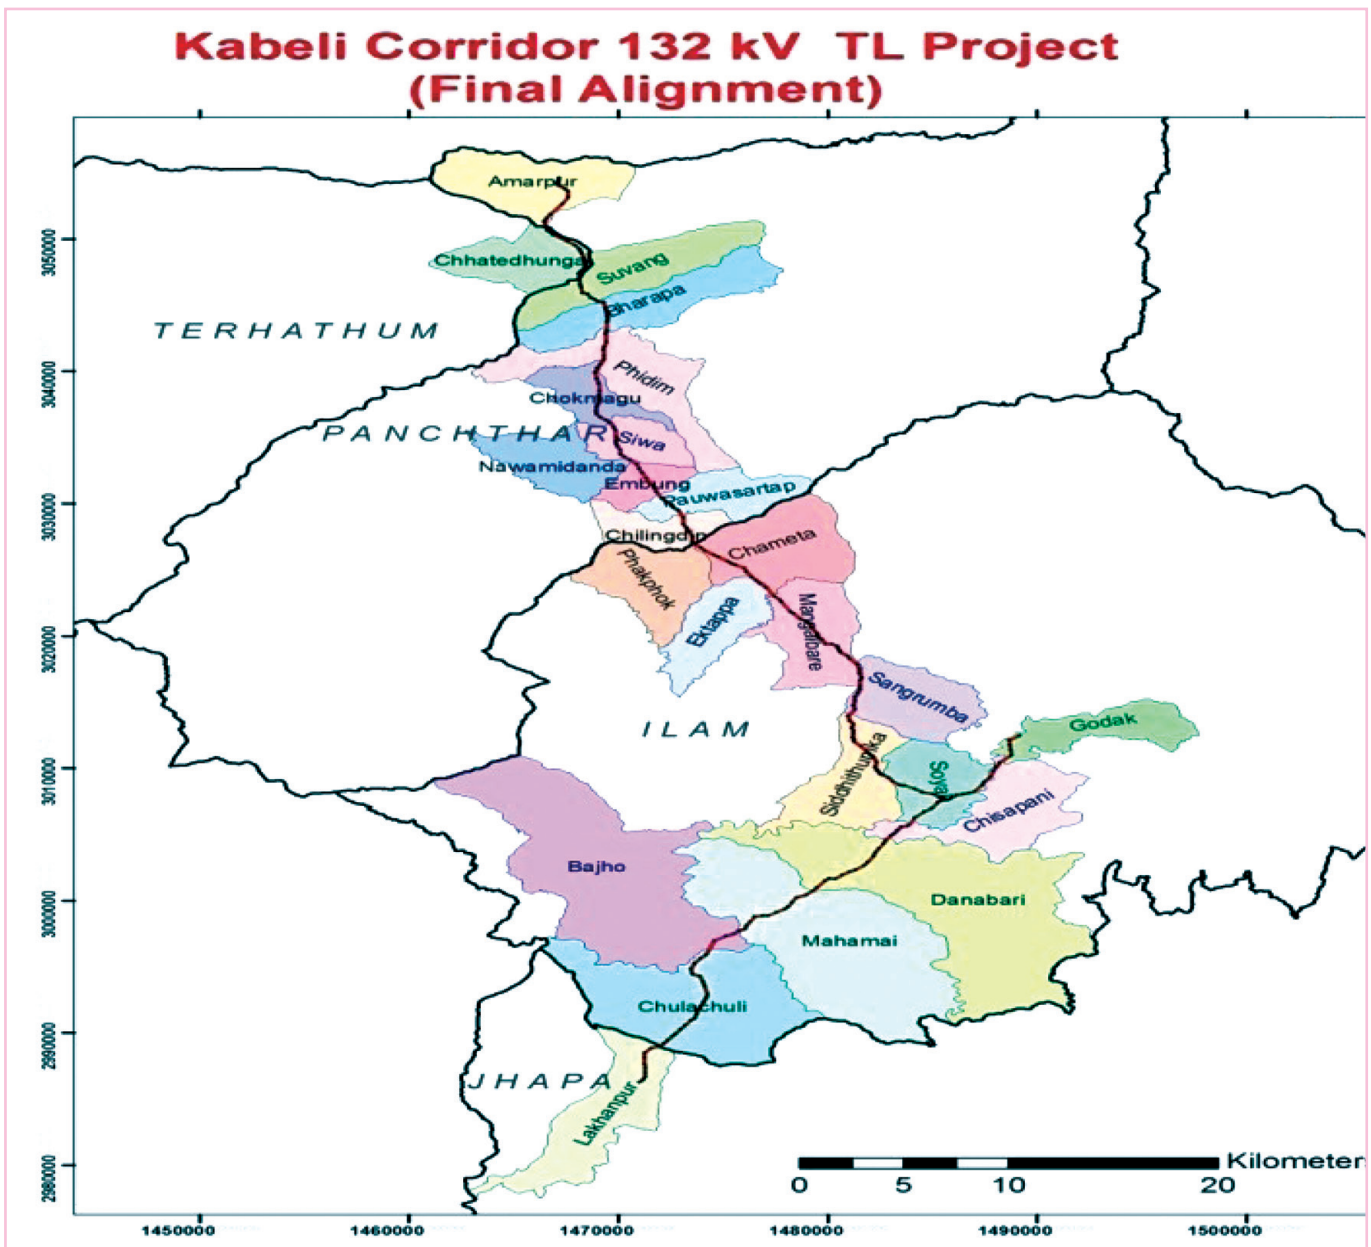 Kabeli Corridor 132 kV TL Project
(Final Alignment)
Amarpur
Chhatedhunga
Suvang
Bharapa
TERHATHUM
Phidim
Chokmagu
PANCHTHAR
Siwa
Nawamidanda
Embung
Pauwasartap
Chilingdin
Chameta
Phakphok
Ektappa
Mangalbare
Sangrumba
ILAM
Godak
Siddhithumka
Soyak
Chisapani
Bajho
Danabari
Mahamai
Chulachuli
JHAPA
Lakhanpur
Kilometer
0 5 10 20
3050000
3040000
3030000
3020000
3010000
3000000
2990000
2980000
1450000 1460000 1470000 1480000 1490000 1500000